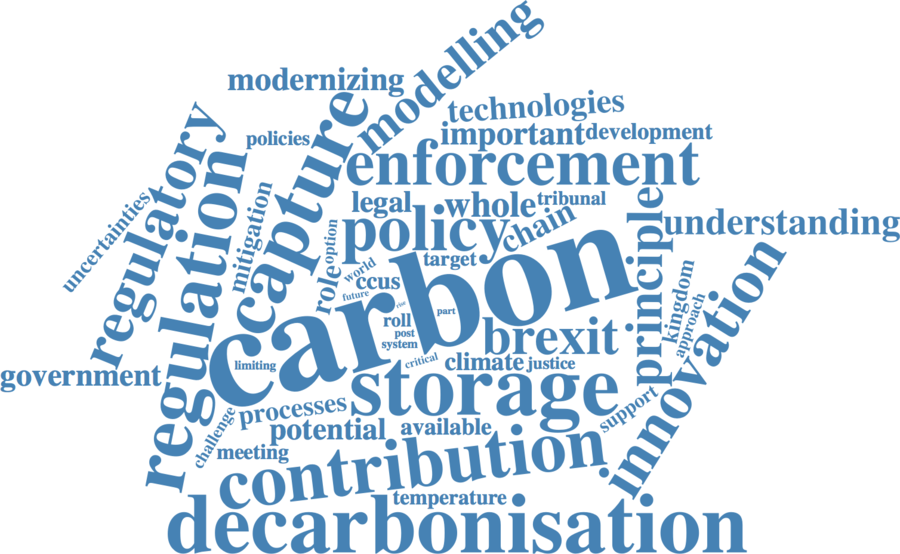 modelling
modernizing
capture
technologies
important
development
policies
regulatory
enforcement
regulation
mitigation
uncertainties
legal
whole
tribunal
principle
policy
chain
understanding
option
role
world
target
carbon
ccus
future
rise
part
kingdom
approach
innovation
roll
post
system
brexit
critical
climate
justice
limiting
government
storage
support
processes
challenge
potential
available
meeting
contribution
temperature
decarbonisation